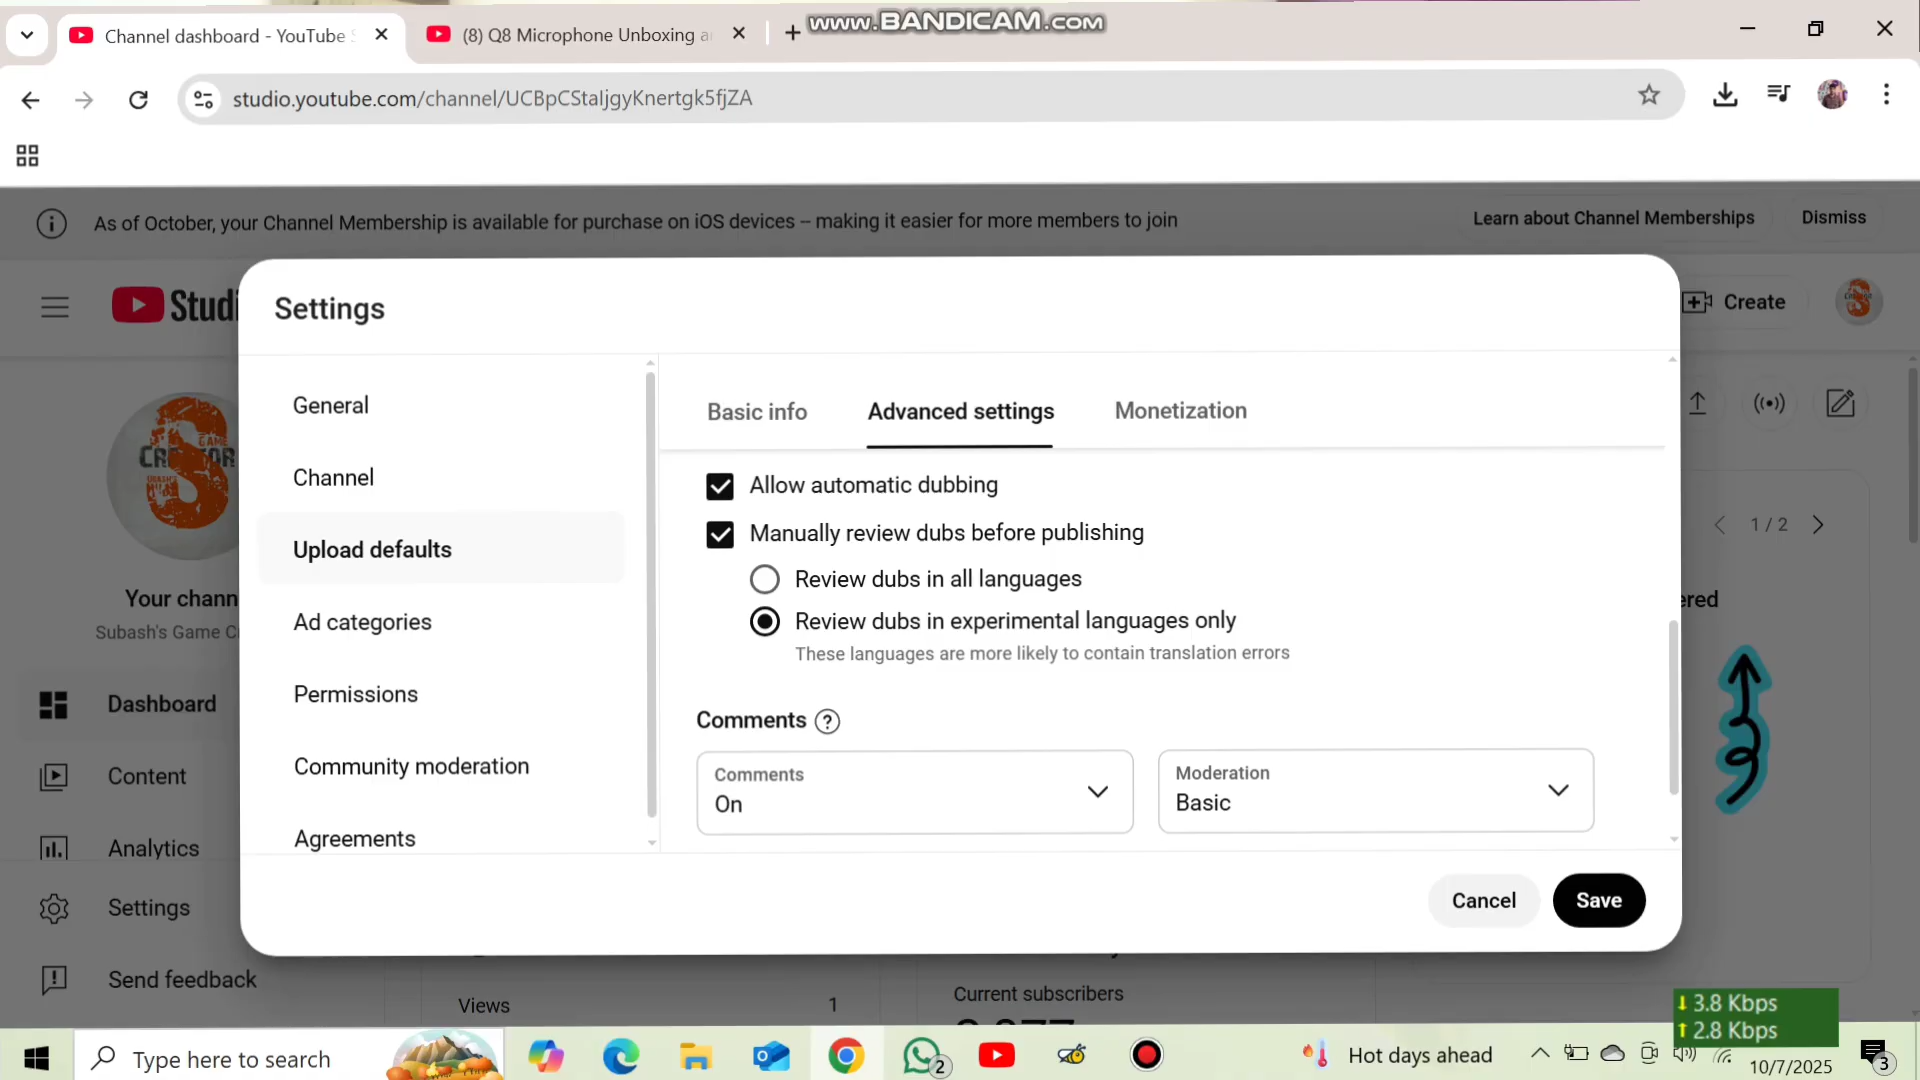 Channel dashboard - YouTube S
(8) Q8 Microphone Unboxing a
www.BANDICAM.com
studio.youtube.com/channel/UCBpCStaIjgyKnertgk5fjZA
As of October, your Channel Membership is available for purchase on iOS devices – making it easier for more members to join
Learn about Channel Memberships
Dismiss
Studi
Settings
Create
General
Channel
Upload defaults
Ad categories
Permissions
Community moderation
Agreements
Basic info
Advanced settings
Monetization
Allow automatic dubbing
Manually review dubs before publishing
Review dubs in all languages
Review dubs in experimental languages only
These languages are more likely to contain translation errors
Comments ?
Comments
On
Moderation
Basic
Cancel
Save
GAME
Your chann
Subash's Game C
Dashboard
Content
Analytics
Settings
Send feedback
1 / 2
ered
Views
1
Current subscribers
3.8 Kbps
2.8 Kbps
Type here to search
2
Hot days ahead
10/7/2025
3